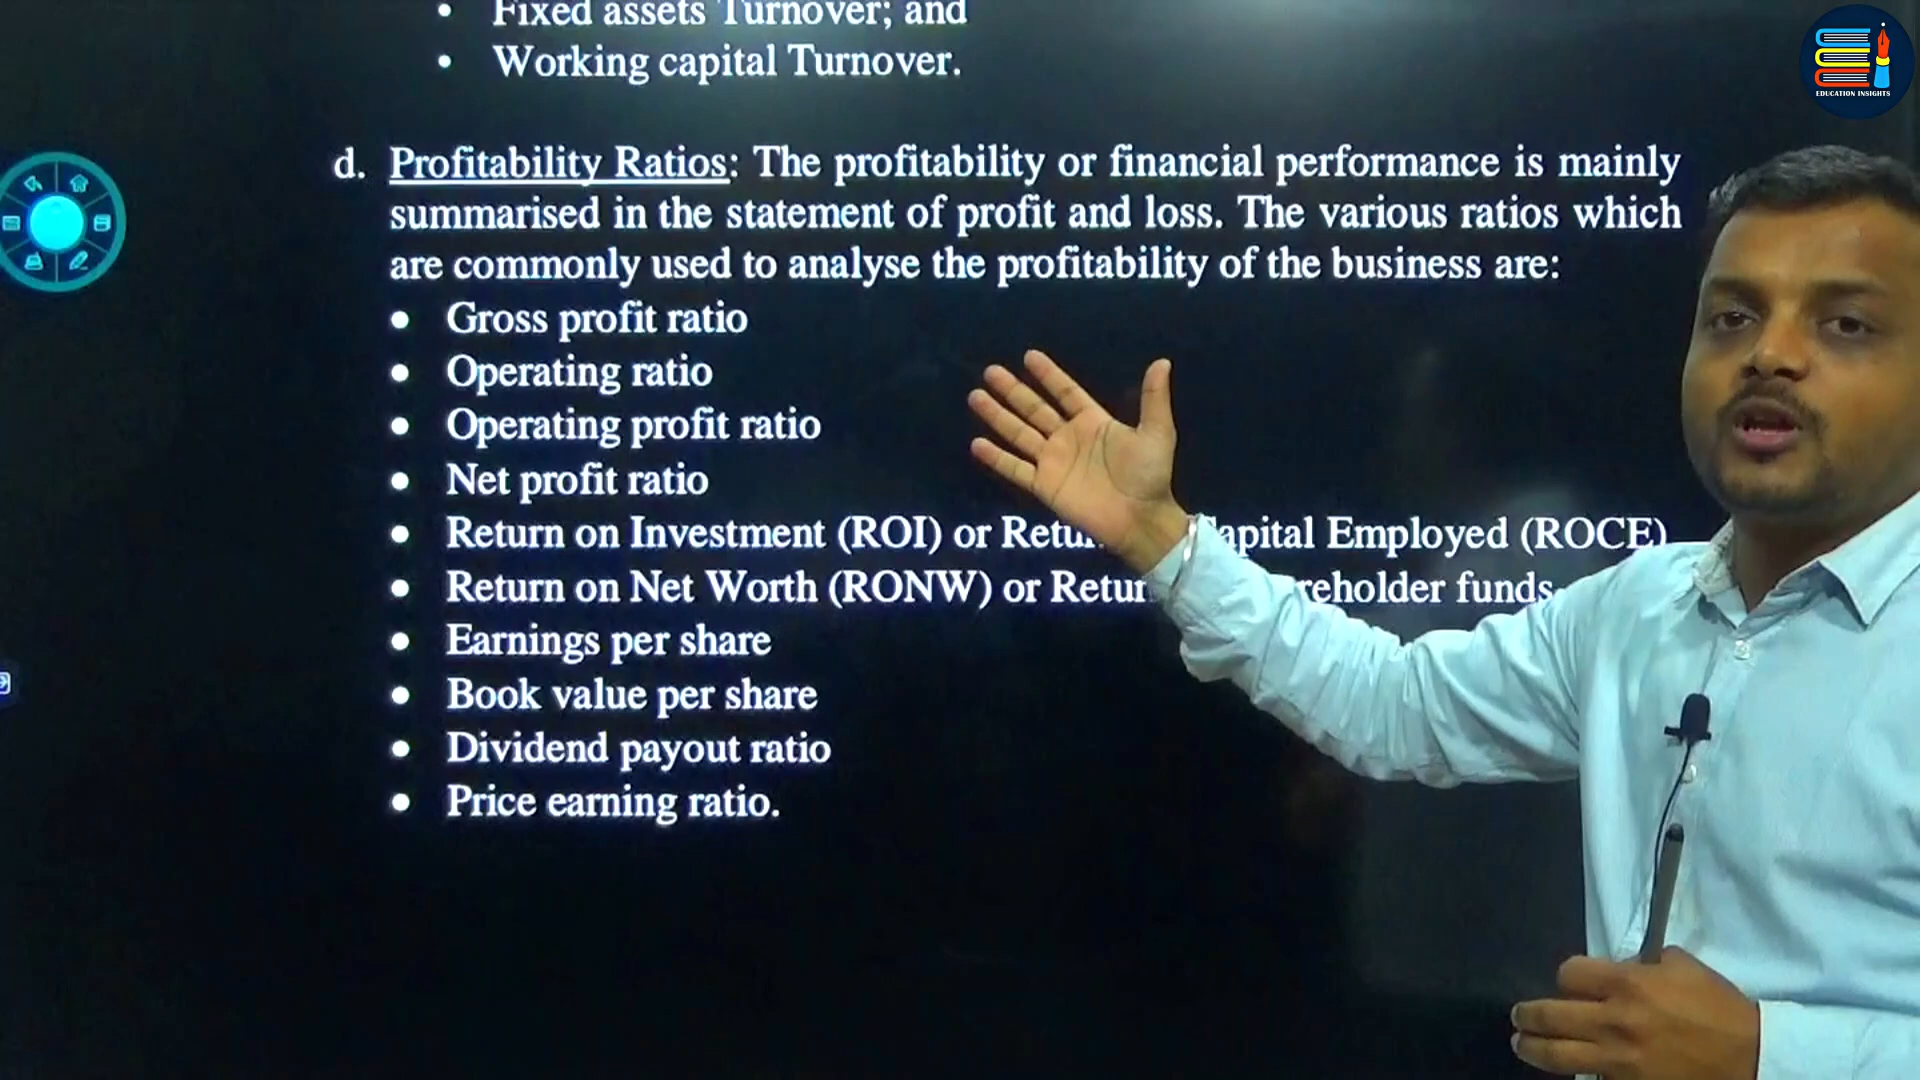 • Fixed assets Turnover; and
• Working capital Turnover.
EDUCATION INSIGHTS
d. Profitability Ratios: The profitability or financial performance is mainly
summarised in the statement of profit and loss. The various ratios which
are commonly used to analyse the profitability of the business are:
• Gross profit ratio
• Operating ratio
• Operating profit ratio
• Net profit ratio
• Return on Investment (ROI) or Employed (ROCE)
• Return on Net Worth (RONW) or funds
• Earnings per share
• Book value per share
• Dividend payout ratio
• Price earning ratio.